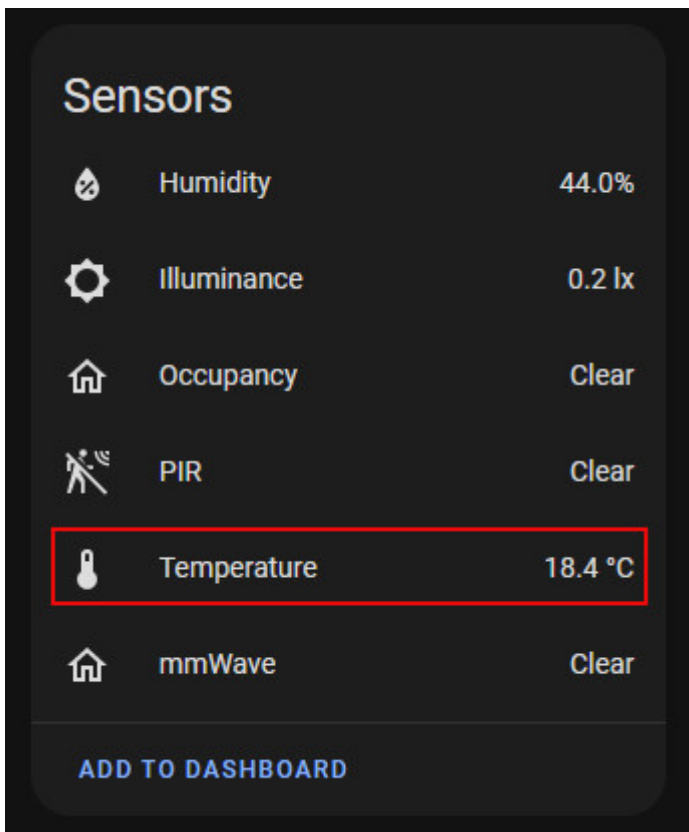 Sensors
Humidity 44.0%
Illuminance 0.2 lx
Occupancy Clear
PIR Clear
Temperature 18.4 °C
mmWave Clear
ADD TO DASHBOARD